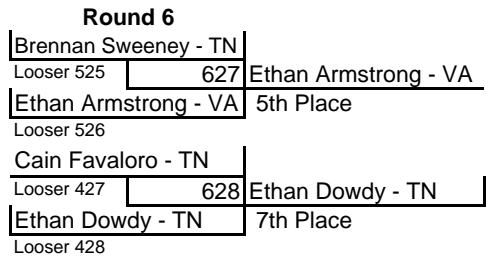 Round 6
Brennan Sweeney - TN
Looser 525
627 Ethan Armstrong - VA
Ethan Armstrong - VA
5th Place
Looser 526
Cain Favaloro - TN
Looser 427
628 Ethan Dowdy - TN
Ethan Dowdy - TN
7th Place
Looser 428